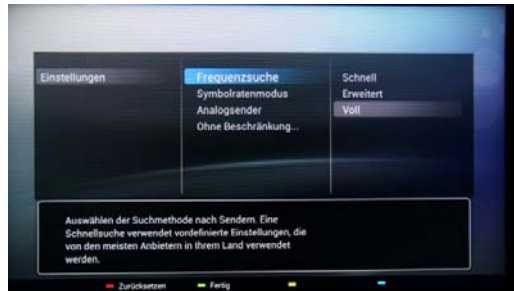 Einstellungen
Frequenzsuche
Symbolratenmodus
Analogsender
Ohne Beschränkung...
Schnell
Erweitert
Voll
Auswählen der Suchmethode nach Sendern. Eine
Schnellsuche verwendet vordefinierte Einstellungen, die
von den meisten Anbietern in Ihrem Land verwendet
werden.
Zurücksetzen
Fertig